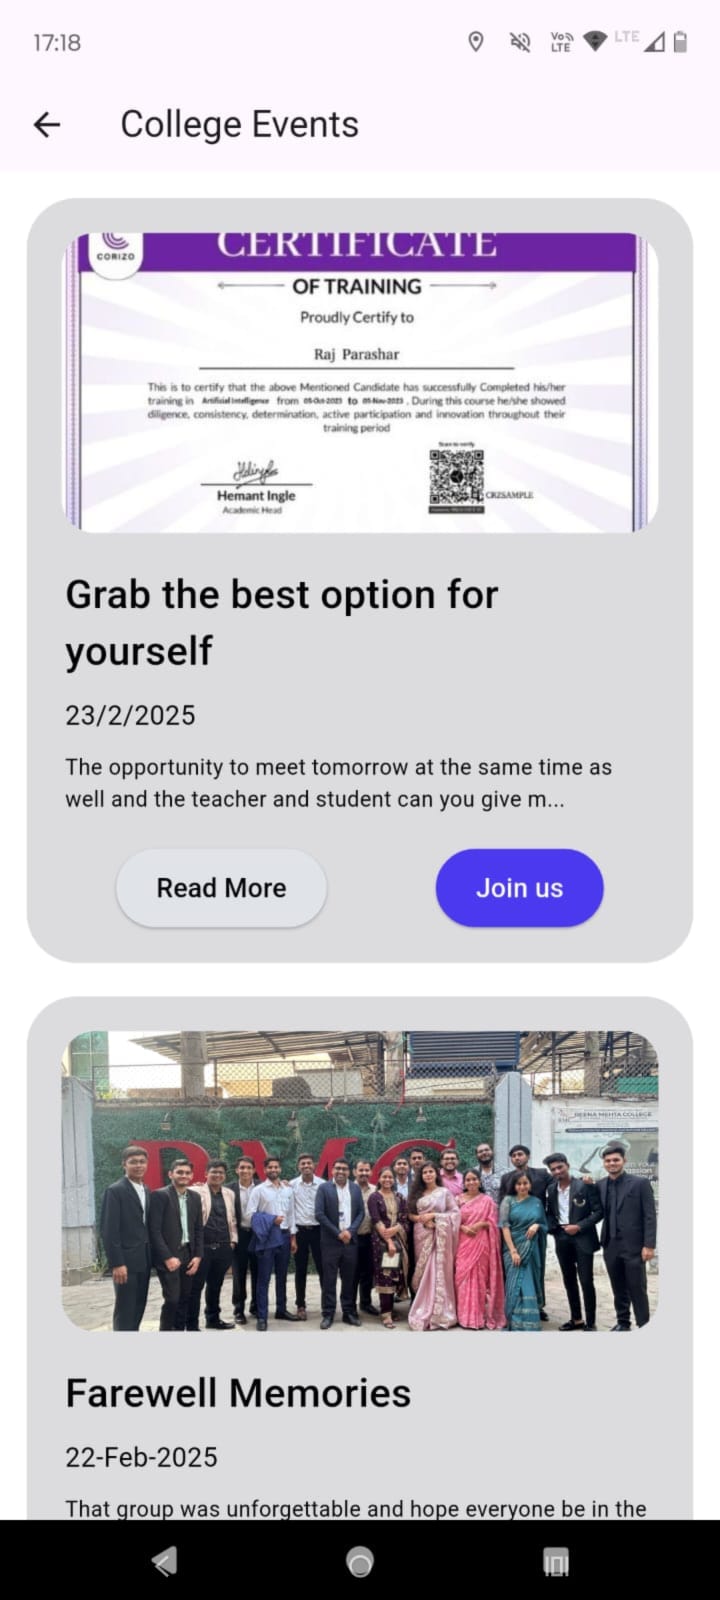 17:18
Vo))
LTE
LTE
College Events
CORIZO
CERTIFICATE
OF TRAINING
Proudly Certify to
Raj Parashar
This is to certify that the above Mentioned Candidate has successfully Completed his/her
training in Artificial Intelligence from 05-Oct-2023 to 05-Nov-2023 . During this course he/she showed
diligence, consistency, determination, active participation and innovation throughout their
training period
Scan to verify
Hemant Ingle
CRZSAMPLE
Academic Head
Grab the best option for
yourself
23/2/2025
The opportunity to meet tomorrow at the same time as
well and the teacher and student can you give m...
Read More
Join us
REENA MEHTA COLLEGE
RMC
Farewell Memories
22-Feb-2025
That group was unforgettable and hope everyone be in the